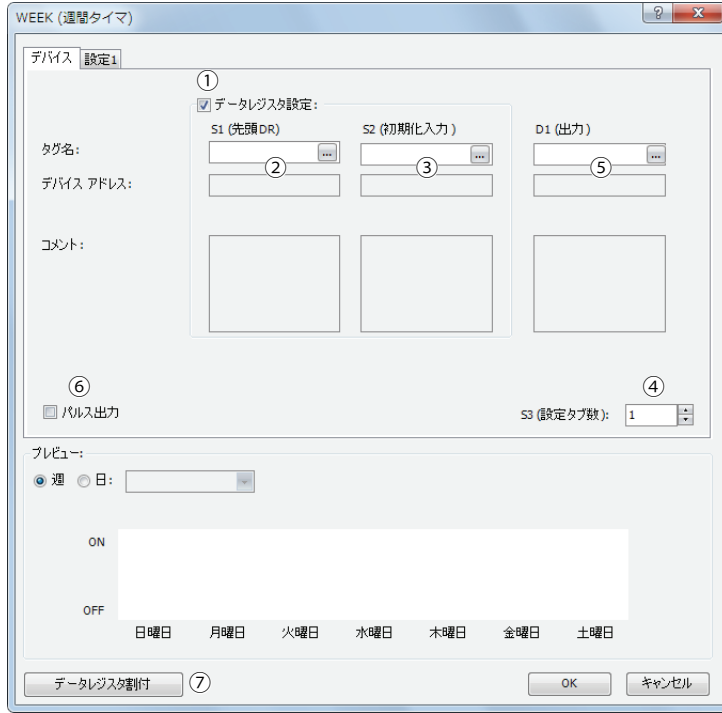 WEEK (週間タイマ)
デバイス 設定1
①
データレジスタ設定:
S1 (先頭DR) S2 (初期化入力) D1 (出力)
タグ名: ... ... ...
② ③ ⑤
デバイス アドレス:
コメント:
⑥ ④
パルス出力 S3 (設定タブ数): 1
プレビュー:
週 日:
ON
OFF
日曜日 月曜日 火曜日 水曜日 木曜日 金曜日 土曜日
データレジスタ割付 ⑦ OK キャンセル